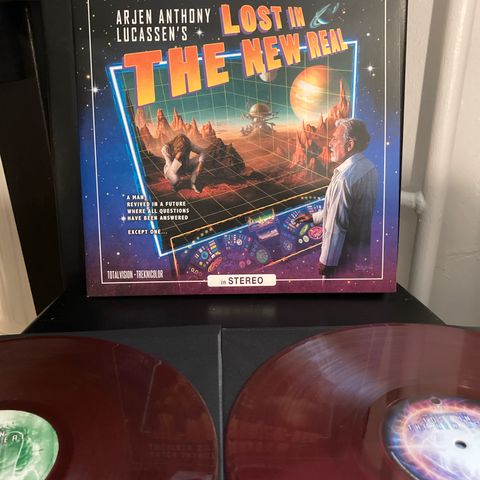 ARJEN ANTHONY
LUCASSEN'S
LOST IN
THE NEW REAL
A MAN
REVIVED IN A FUTURE
WHERE ALL QUESTIONS
HAVE BEEN ANSWERED
EXCEPT ONE...
TOTALVISION • TREKNICOLOR
in STEREO